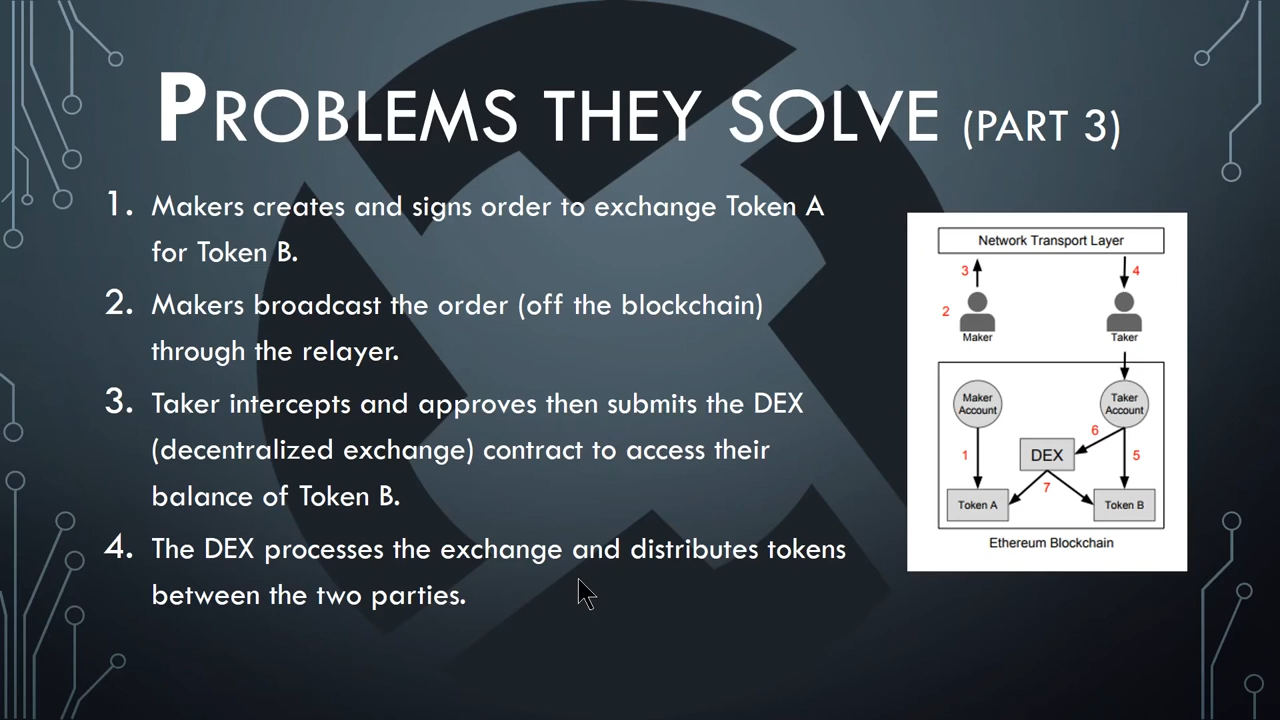 PROBLEMS THEY SOLVE (PART 3)
1. Makers creates and signs order to exchange Token A
for Token B.
2. Makers broadcast the order (off the blockchain)
through the relayer.
3. Taker intercepts and approves then submits the DEX
(decentralized exchange) contract to access their
balance of Token B.
4. The DEX processes the exchange and distributes tokens
between the two parties.
Network Transport Layer
3
4
2
Maker
Taker
Maker
Account
Taker
Account
6
1
DEX
5
7
Token A
Token B
Ethereum Blockchain